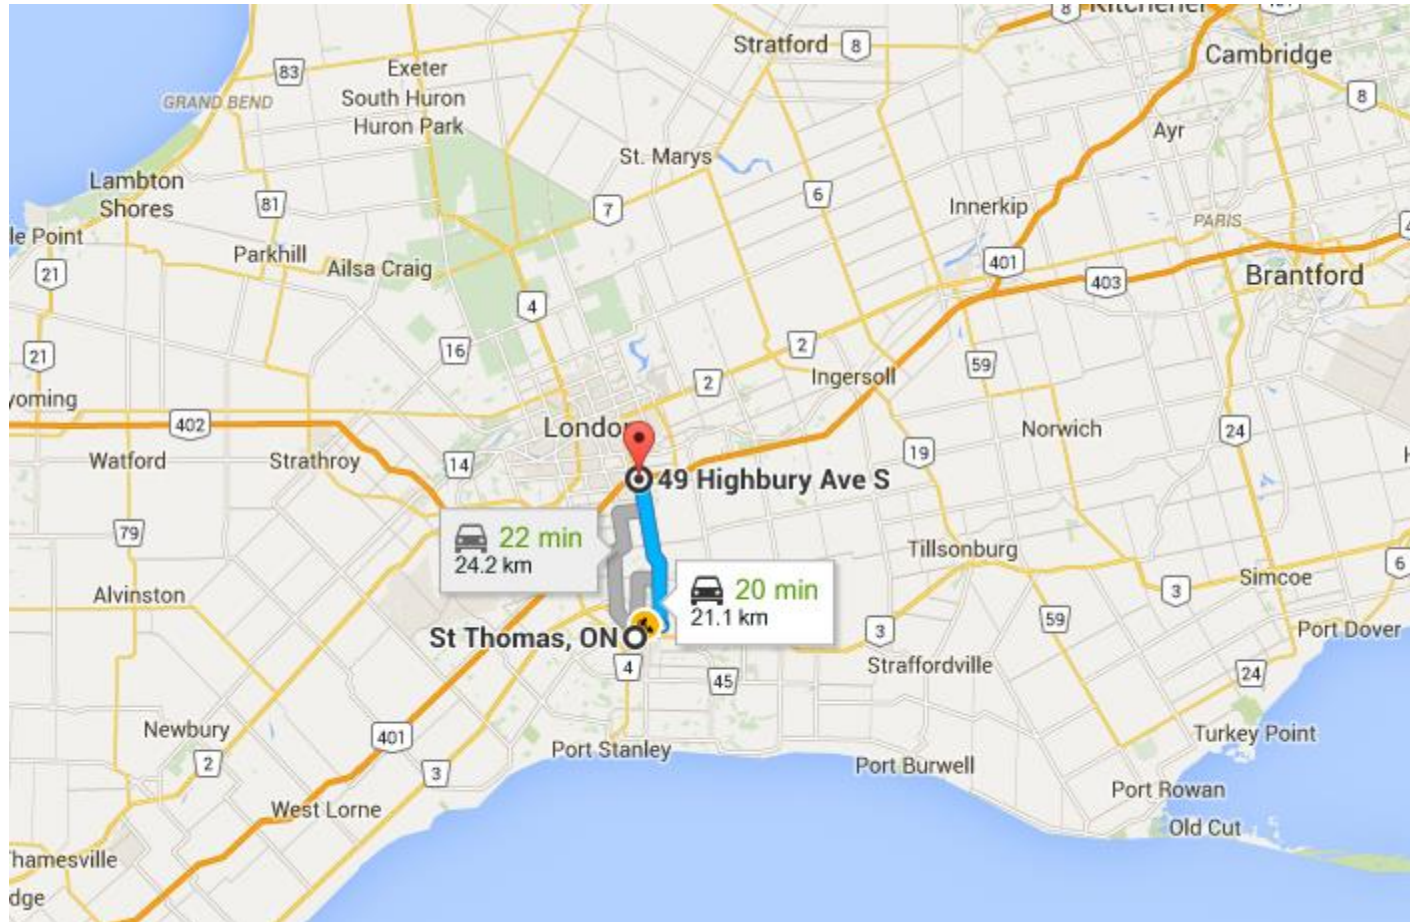 8
Kitchener
401
Stratford
8
Cambridge
83
Exeter
GRAND BEND
South Huron
Huron Park
8
Ayr
St. Marys
Lambton
Shores
81
7
6
Innerkip
PARIS
le Point
21
Parkhill
Ailsa Craig
401
403
Brantford
4
16
2
21
Ingersoll
59
2
yoming
402
London
Norwich
24
Watford
Strathroy
14
19
49 Highbury Ave S
79
22 min
24.2 km
Tillsonburg
6
Simcoe
3
Alvinston
20 min
21.1 km
59
Port Dover
St Thomas, ON
3
4
45
Straffordville
24
Newbury
2
401
3
Port Stanley
Port Burwell
Turkey Point
Port Rowan
West Lorne
Old Cut
hamesville
dge